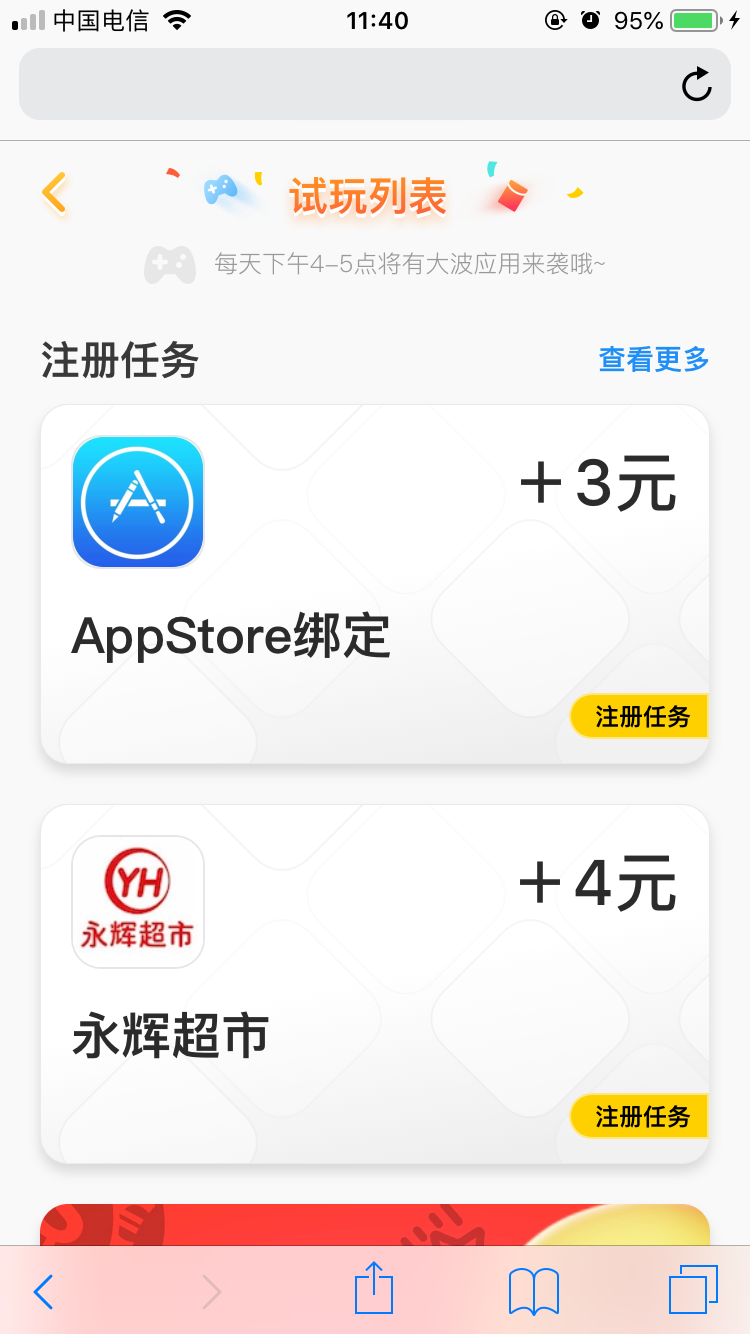 中国电信 11:40 95%
试玩列表
每天下午4-5点将有大波应用来袭哦~
注册任务 查看更多
+3元
AppStore绑定
注册任务
YH
永辉超市
+4元
永辉超市
注册任务